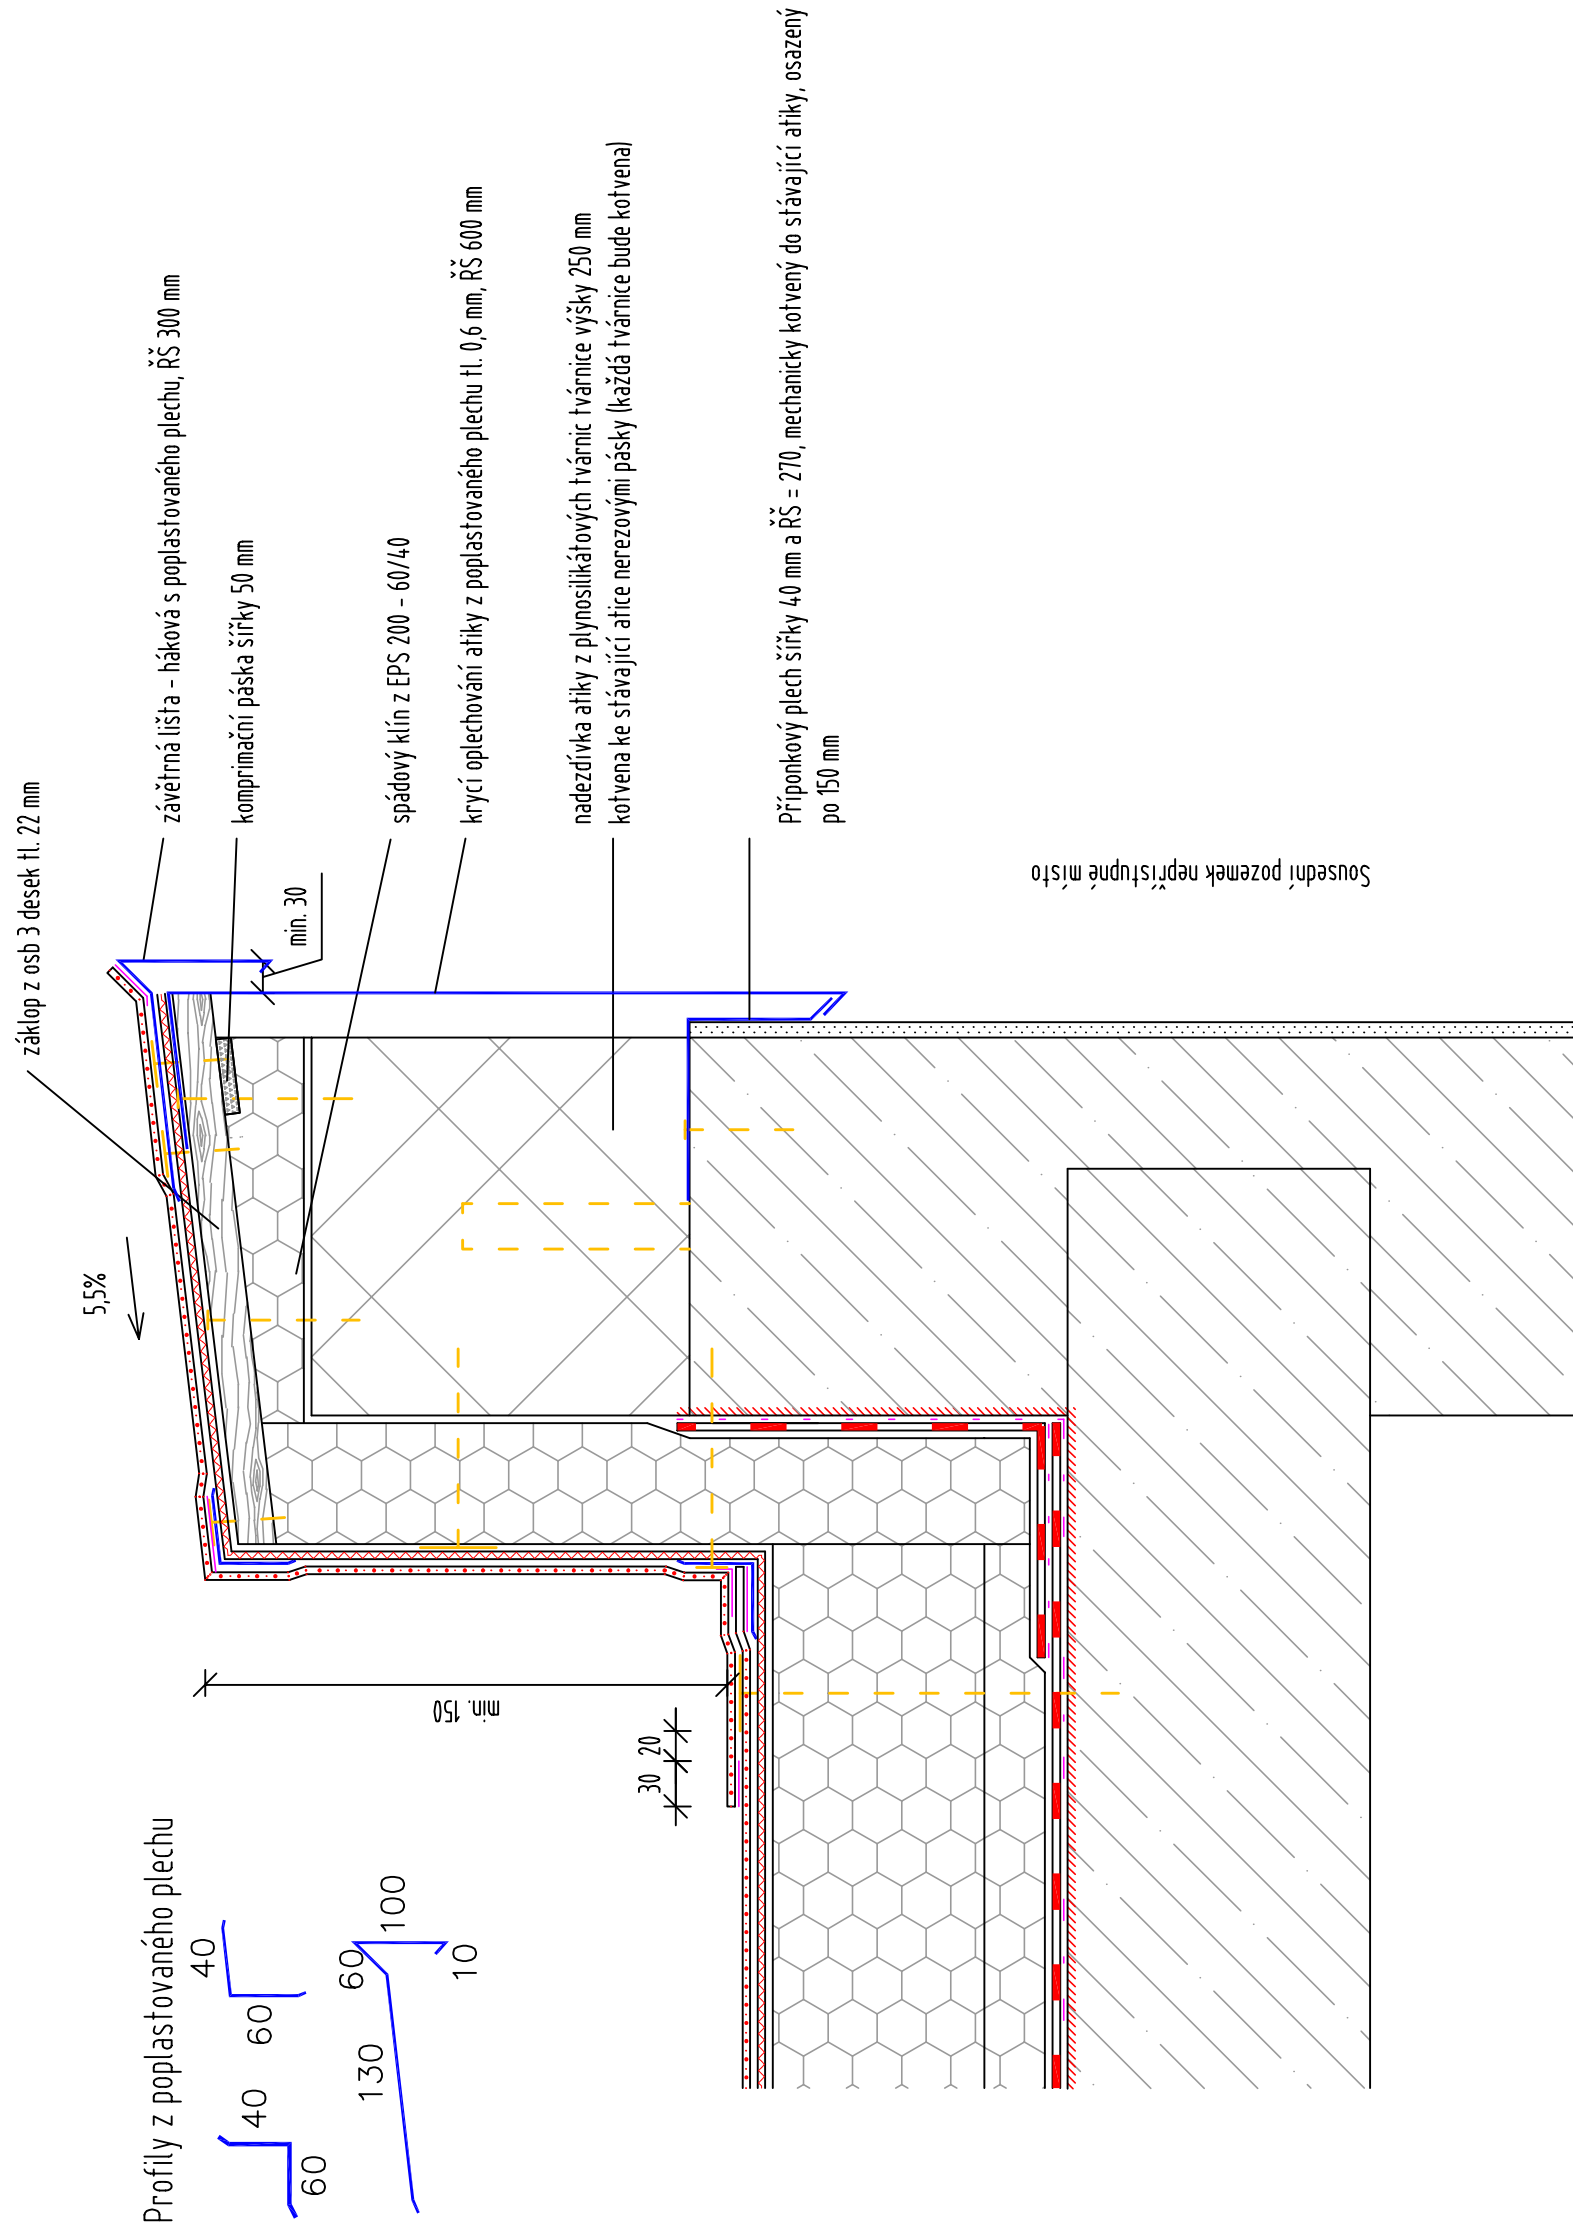 základop z osb 3 desek tl. 22 mm
závětrná lišta - háková s poplastovaného plechu, ŘŠ 300 mm
komprimační páska šířky 50 mm
min. 30
spádový klín z EPS 200 - 60/40
krycí oplechování atiky z poplastovaného plechu tl. 0,6 mm, ŘŠ 600 mm
nadezdívka atiky z plynosilikátových tvárnic tvárnice výšky 250 mm
kotvena ke stávající atice nerezovými pásky (každá tvárnice bude kotvena)
Příponkový plech šířky 40 mm a ŘŠ = 270, mechanicky kotvený do stávající atiky, osazený
po 150 mm
Sousední pozemek nepřístupné místo
5,5%
min. 150
30 20
Profily z poplastovaného plechu
40
60
40
60
130
60
100
10